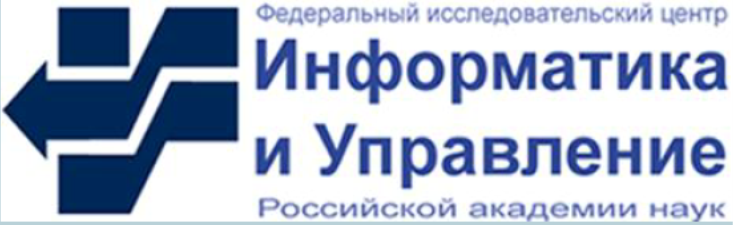 Федеральный исследовательский центр
Информатика
и Управление
Российской академии наук